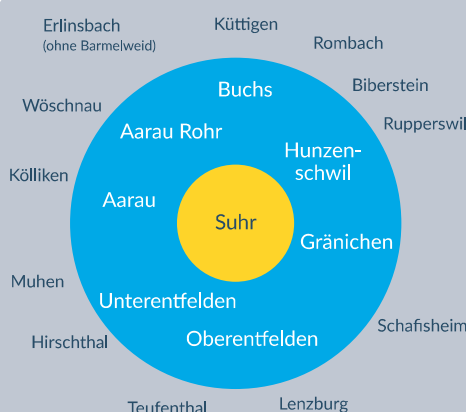 Küttigen
Erlinsbach
(ohne Barmelweid)
Rombach
Biberstein
Buchs
Wöschnau
Rupperswil
Aarau Rohr
Hunzen-
schwil
Kölliken
Aarau
Suhr
Gränichen
Muhen
Unterentfelden
Schafisheim
Oberentfelden
Hirschthal
Lenzburg
Teufenthal